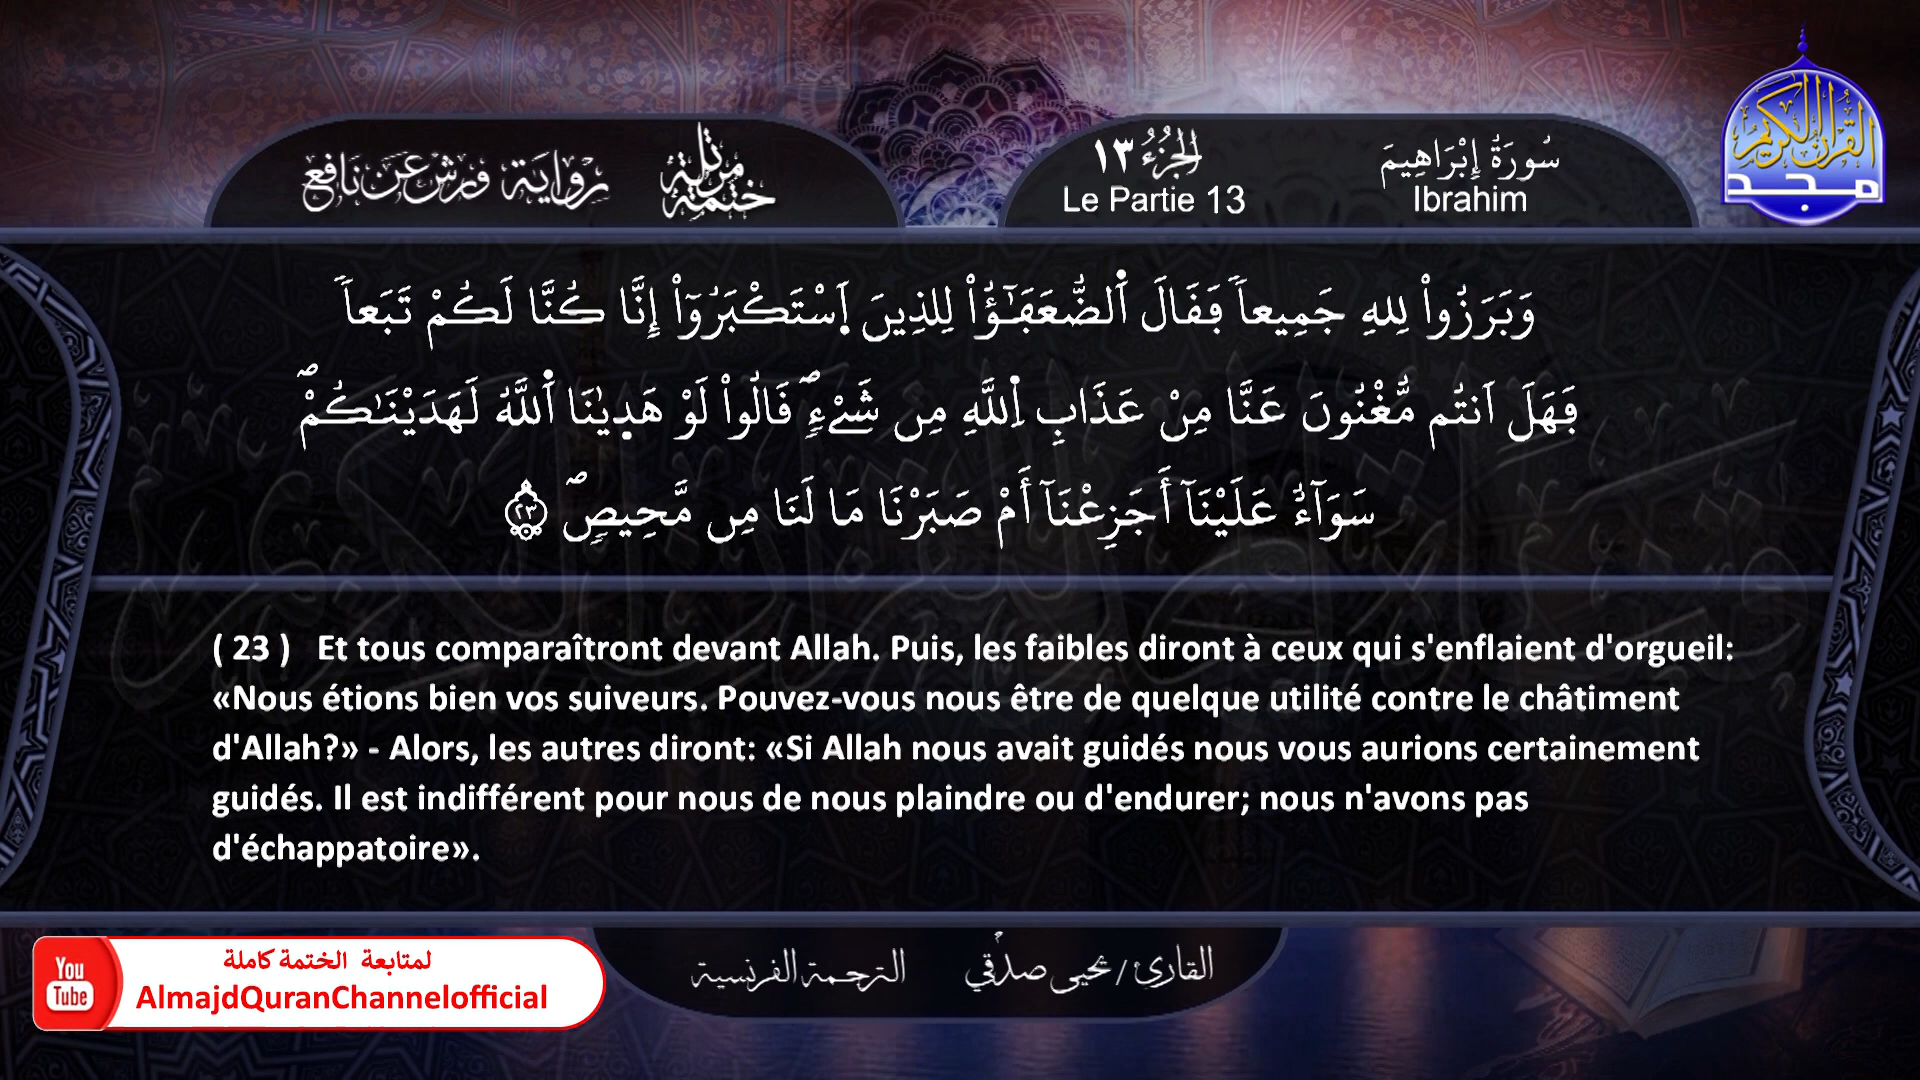 ختمة مرتلة رواية ورش عن نافع
سُورَةُ إِبْرَاهِيمَ الجُزْءُ ١٣
Ibrahim Le Partie 13
القرآن الكريم
مجد
وَبَرَزُواْ لِلهِ جَمِيعاٗ فَقَالَ اَ۬لضُّعَفَٰٓؤُاْ لِلذِينَ اَ۪سْتَكْبَرُوٓاْ إِنَّا كُنَّا لَكُمْ تَبَعاٗ
فَهَلَ اَنتُم مُّغْنُونَ عَنَّا مِنْ عَذَابِ اِ۬للَّهِ مِن شَےْءٖۖ قَالُواْ لَوْ هَد۪يٰنَا اَ۬للَّهُ لَهَدَيْنَٰكُمْۖ
سَوَآءٌ عَلَيْنَآ أَجَزِعْنَآ أَمْ صَبَرْنَا مَا لَنَا مِن مَّحِيصٖۖ ٢٣
( 23 ) Et tous comparaîtront devant Allah. Puis, les faibles diront à ceux qui s'enflaient d'orgueil:
«Nous étions bien vos suiveurs. Pouvez-vous nous être de quelque utilité contre le châtiment
d'Allah?» - Alors, les autres diront: «Si Allah nous avait guidés nous vous aurions certainement
guidés. Il est indifférent pour nous de nous plaindre ou d'endurer; nous n'avons pas
d'échappatoire».
القارئ / يحيى صدقي الترجمة الفرنسية
You
Tube
لمتابعة الختمة كاملة
AlmajdQuranChannelofficial